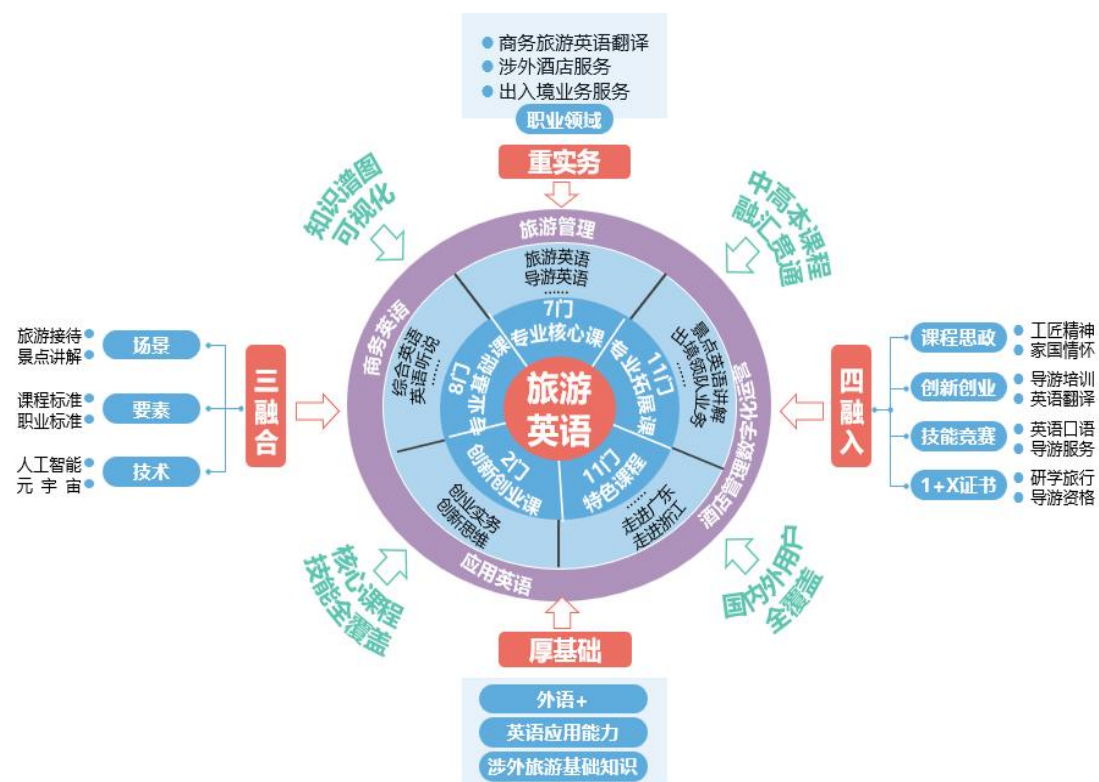 商务旅游英语翻译
涉外酒店服务
出入境业务服务
职业领域
重实务
知识谱图
可视化
中高本课程
融汇贯通
旅游管理
旅游英语
导游英语
……
7门
专业核心课
商务英语
综合英语
英语听说
……
8门
专业基础课
11门
专业拓展课
景点英语讲解
出境领队业务
……
酒店管理数字化运营
旅游
英语
2门
创新创业课
创业实务
创新思维
11门
特色课程
……
走进广东
走进浙江
应用英语
三融合
场景
旅游接待
景点讲解
要素
课程标准
职业标准
技术
人工智能
元宇宙
四融入
课程思政
工匠精神
家国情怀
创新创业
导游培训
英语翻译
技能竞赛
英语口语
导游服务
1+X证书
研学旅行
导游资格
核心课程
技能全覆盖
国内外用户
全覆盖
厚基础
外语+
英语应用能力
涉外旅游基础知识